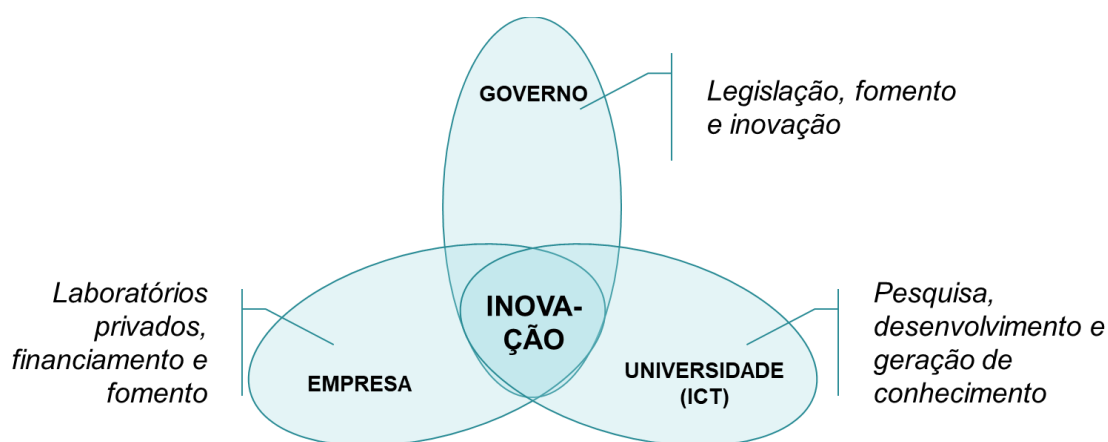 GOVERNO
Legislação, fomento
e inovação
Laboratórios
privados,
financiamento e
fomento
EMPRESA
INOVA-
ÇÃO
UNIVERSIDADE
(ICT)
Pesquisa,
desenvolvimento e
geração de
conhecimento